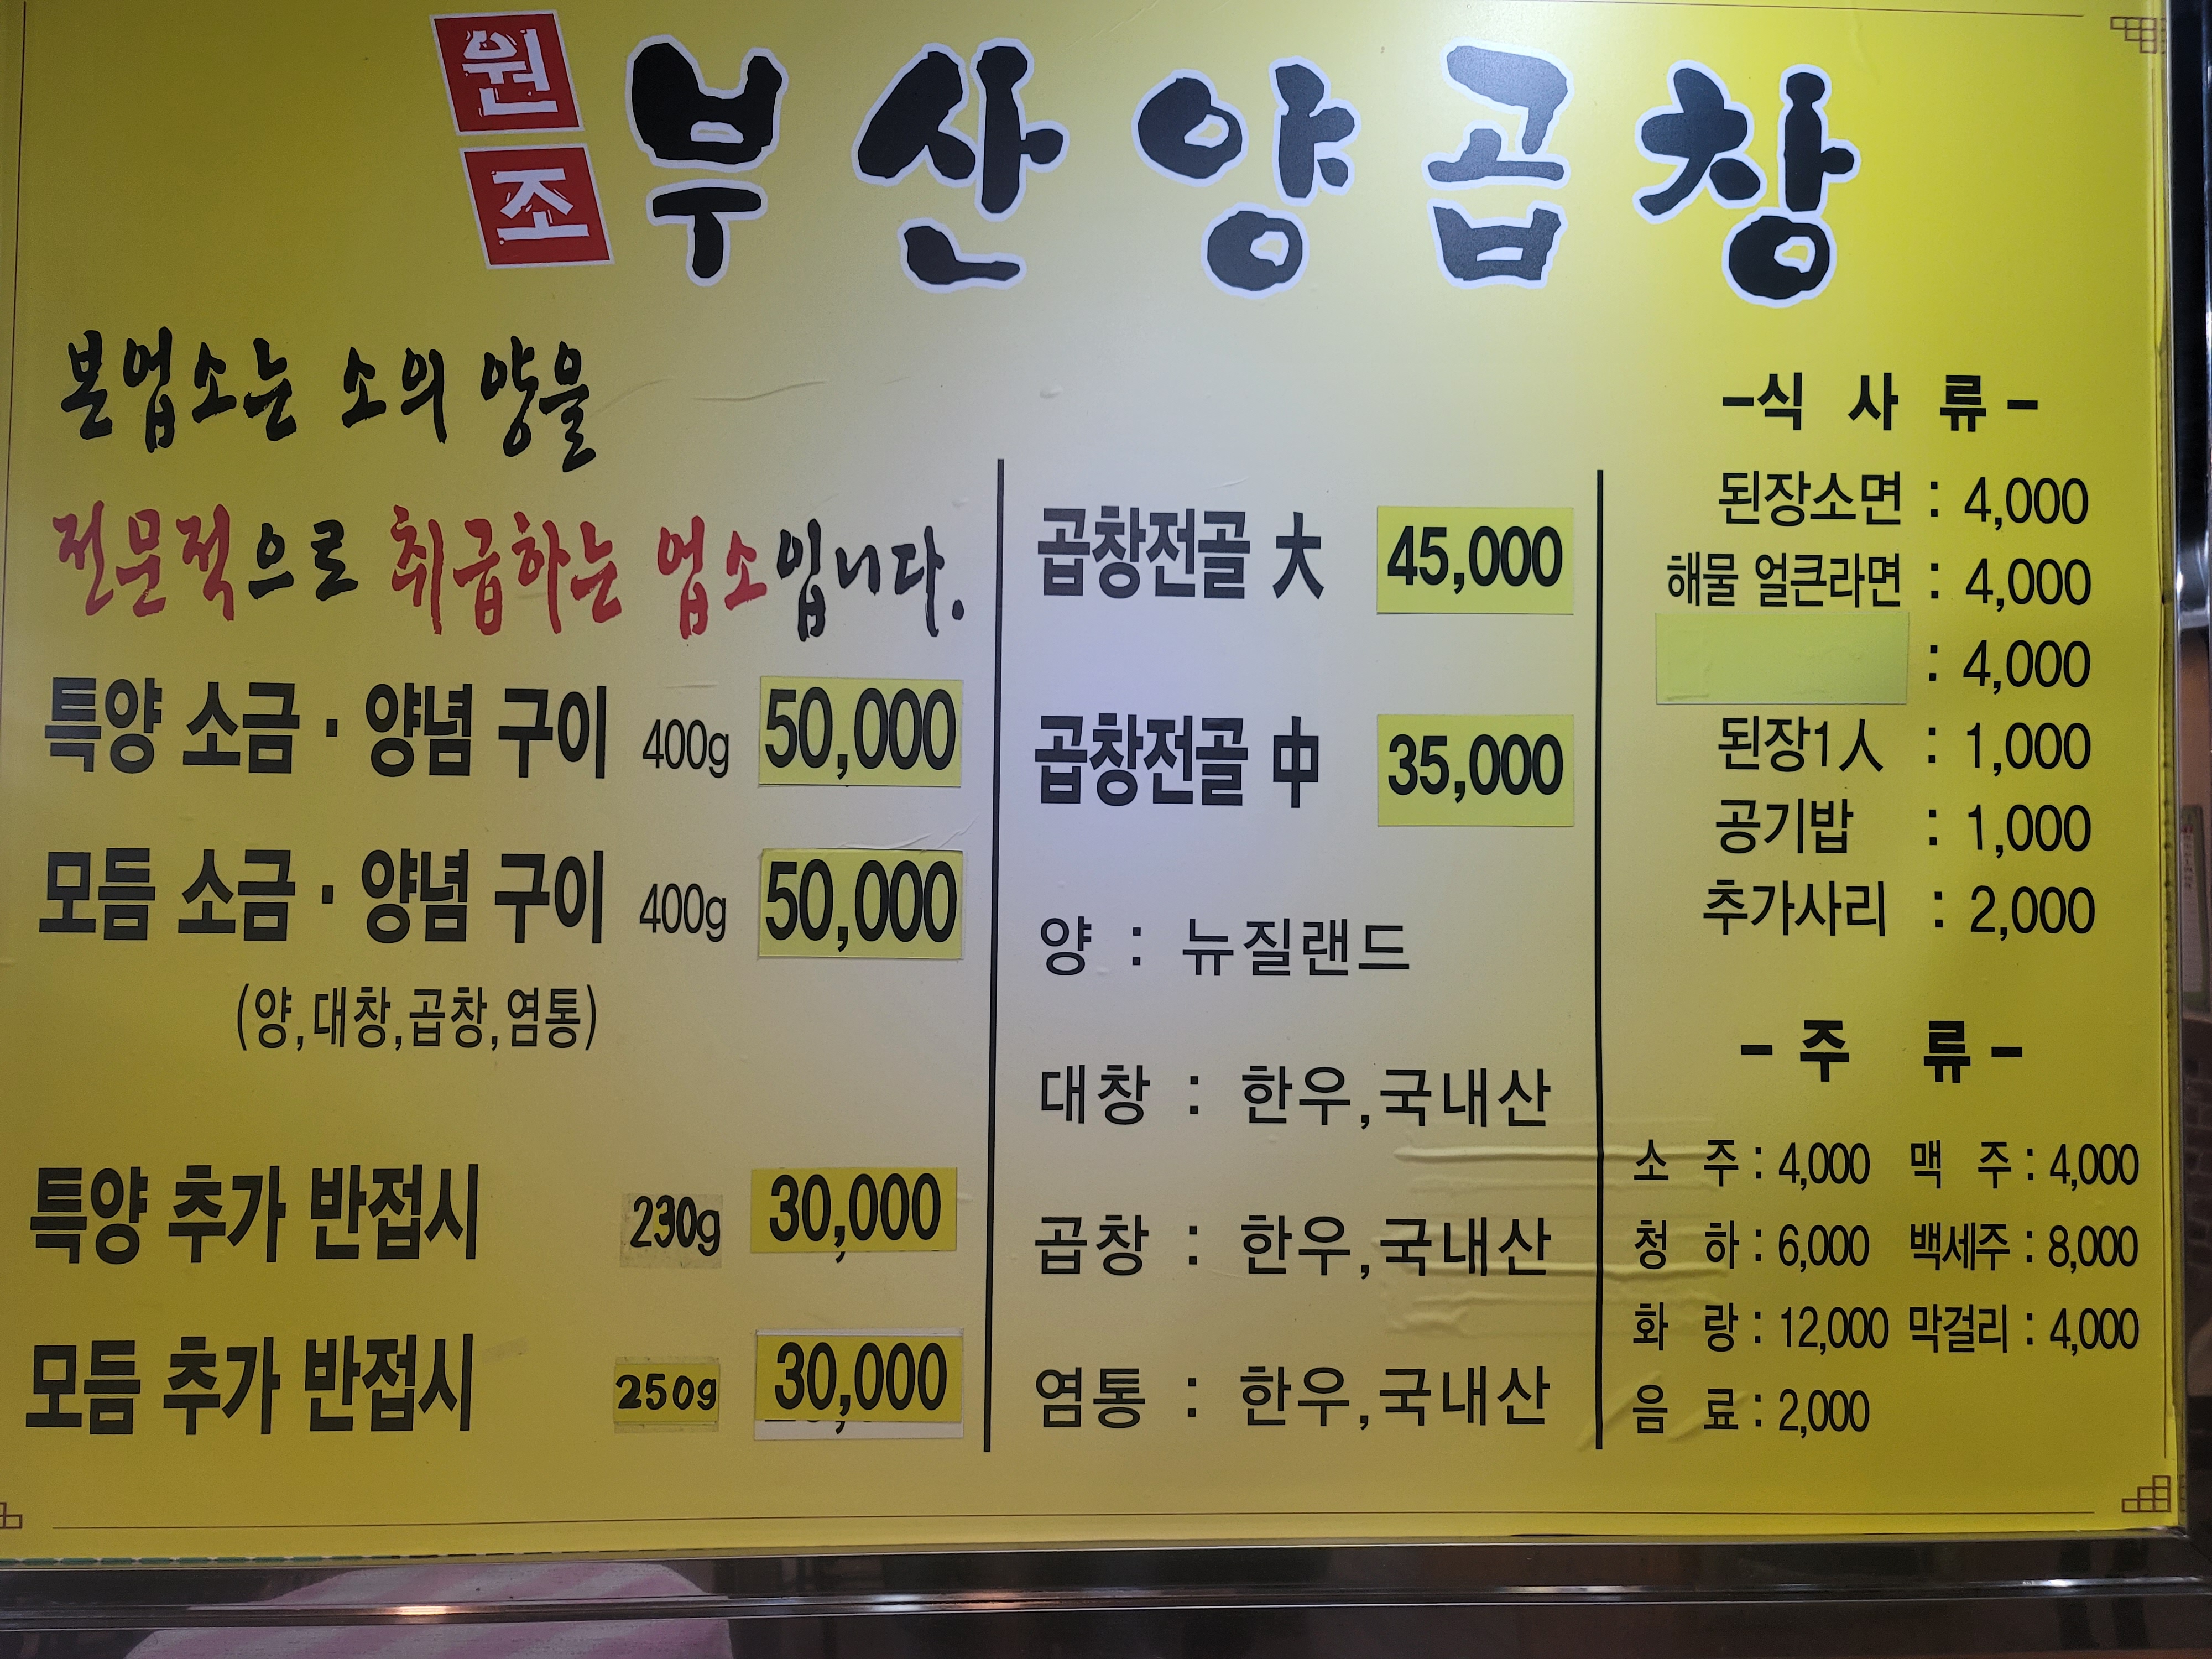 원조 부산양곱창
본업소는 소의 양을
전문적으로 취급하는 업소입니다.
특양 소금 · 양념 구이 400g 50,000
모듬 소금 · 양념 구이 400g 50,000
(양,대창,곱창,염통)
특양 추가 반접시 230g 30,000
모듬 추가 반접시 250g 30,000
곱창전골 大 45,000
곱창전골 中 35,000
양 : 뉴질랜드
대창 : 한우,국내산
곱창 : 한우,국내산
염통 : 한우,국내산
-식 사 류-
된장소면 : 4,000
해물 얼큰라면 : 4,000
: 4,000
된장1人 : 1,000
공기밥 : 1,000
추가사리 : 2,000
- 주 류-
소 주 : 4,000 맥 주 : 4,000
청 하 : 6,000 백세주 : 8,000
화 랑 : 12,000 막걸리 : 4,000
음 료 : 2,000